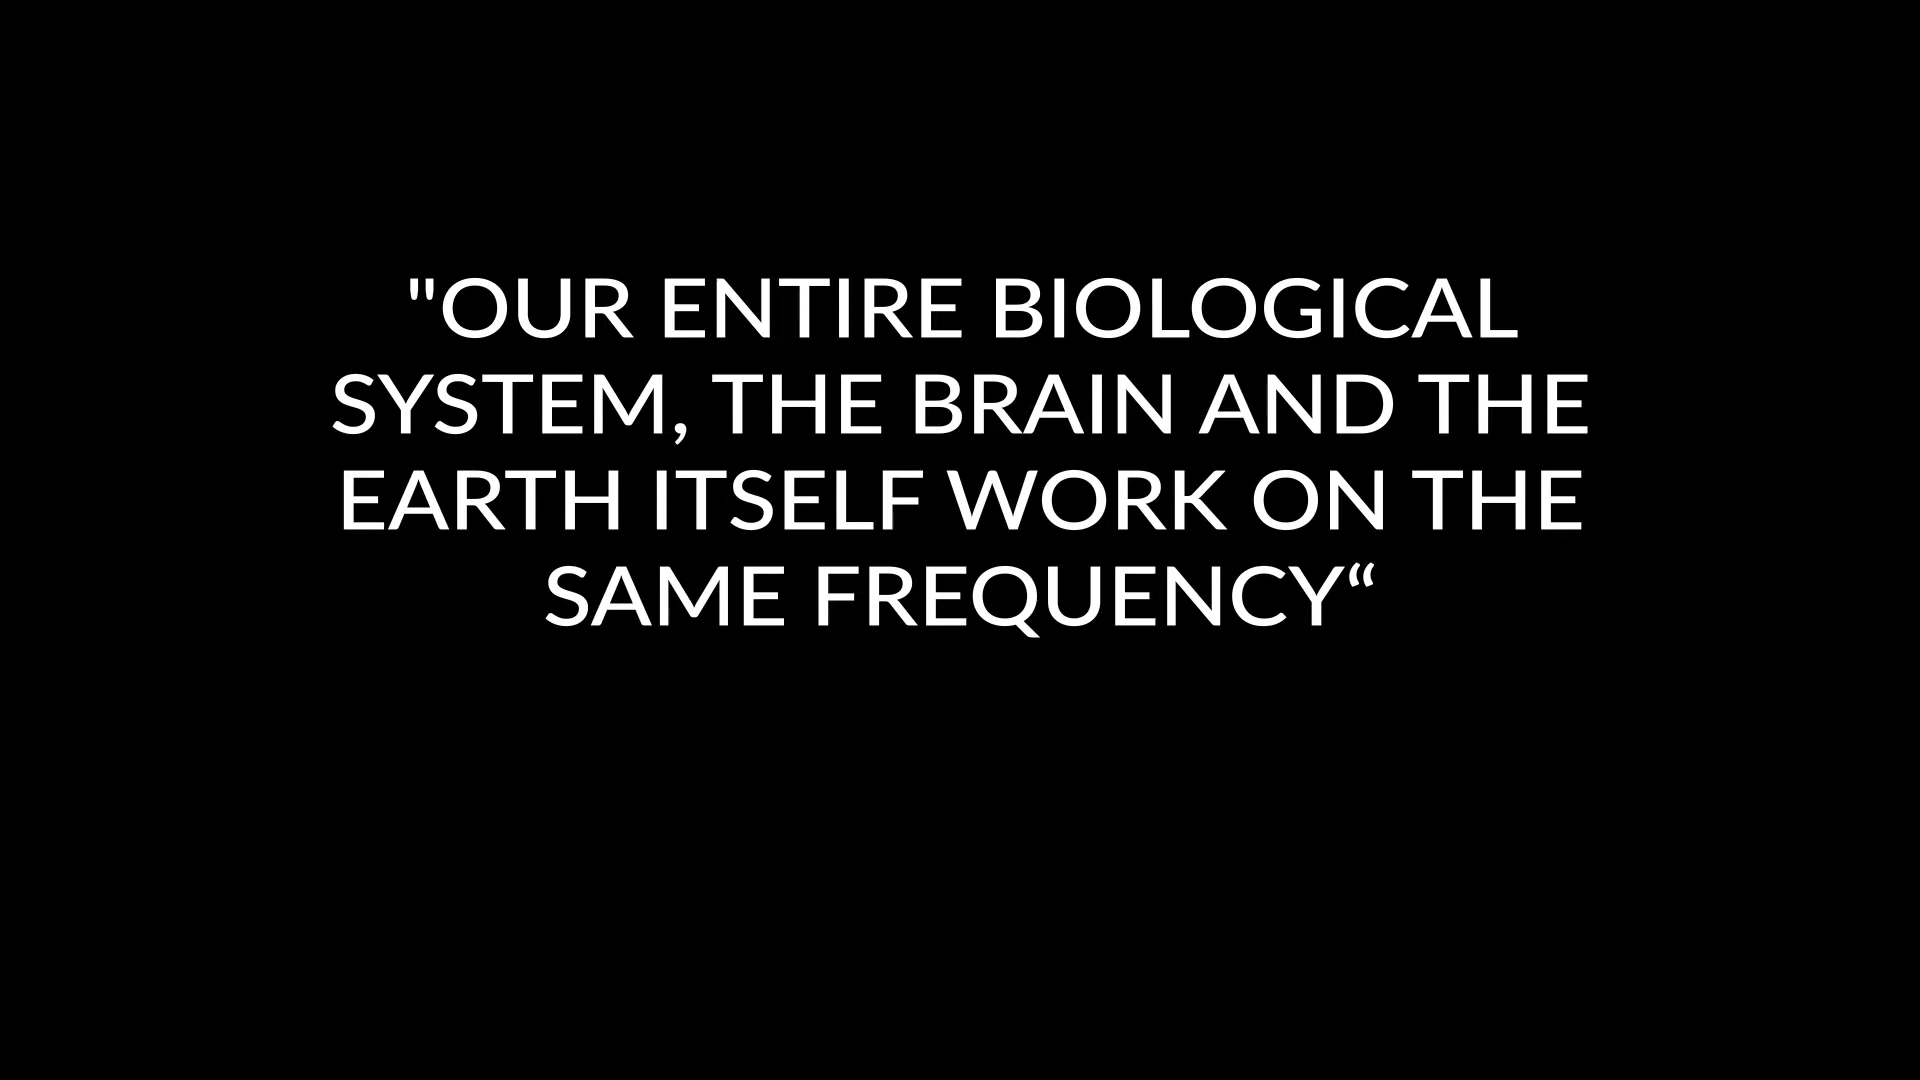 "OUR ENTIRE BIOLOGICAL
SYSTEM, THE BRAIN AND THE
EARTH ITSELF WORK ON THE
SAME FREQUENCY“